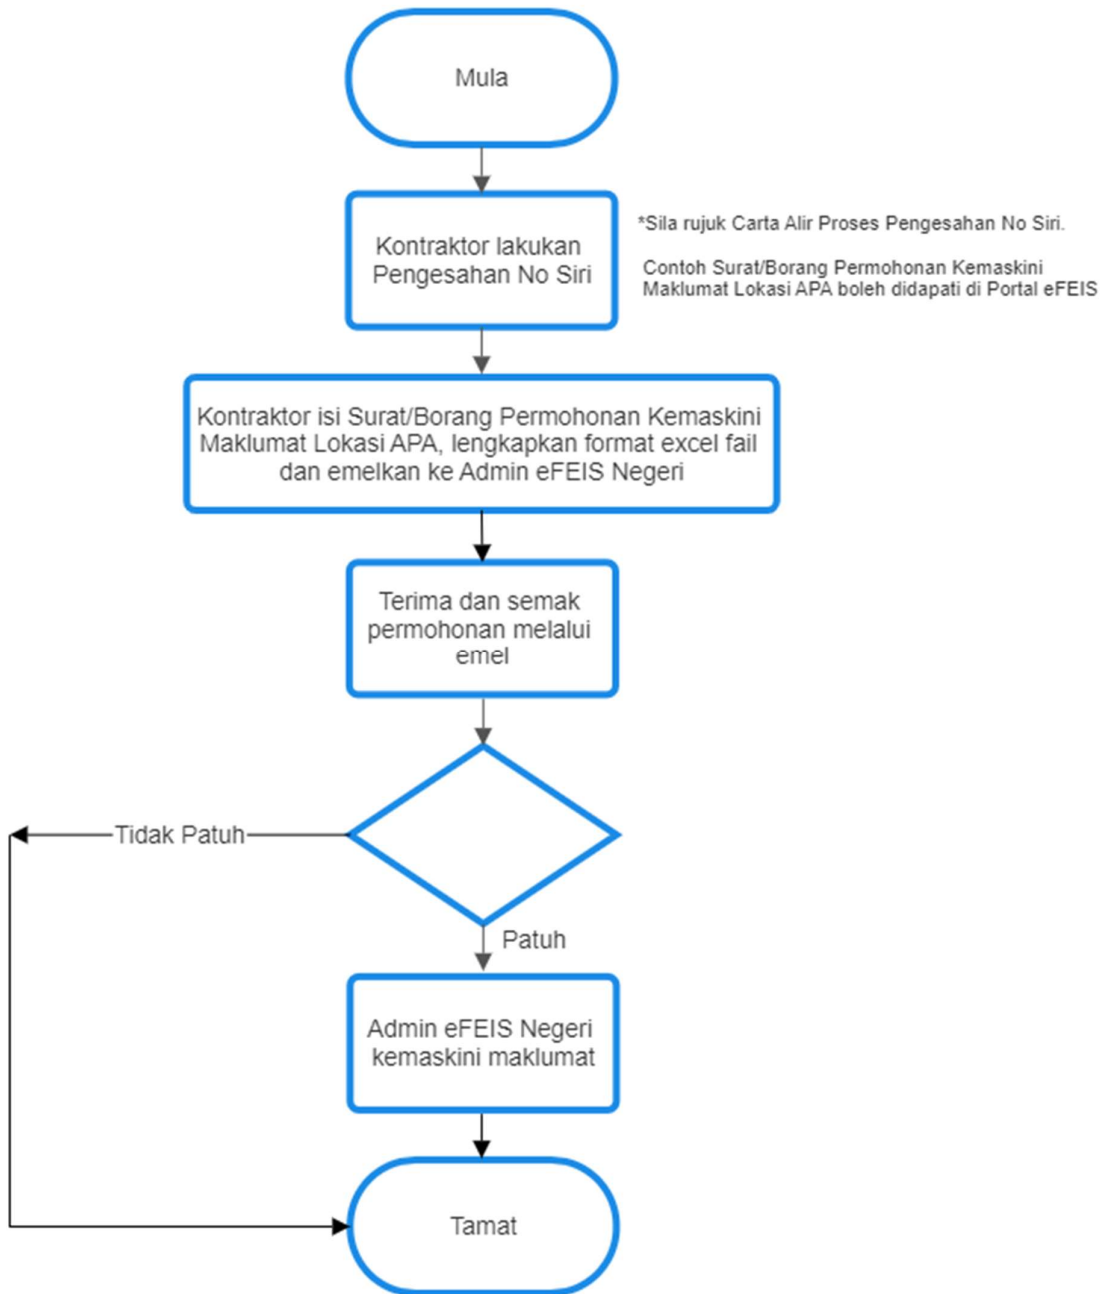 Mula
Kontraktor lakukan
Pengesahan No Siri
*Sila rujuk Carta Alir Proses Pengesahan No Siri.
Contoh Surat/Borang Permohonan Kemaskini
Maklumat Lokasi APA boleh didapati di Portal eFEIS
Kontraktor isi Surat/Borang Permohonan Kemaskini
Maklumat Lokasi APA, lengkapkan format excel fail
dan emelkan ke Admin eFEIS Negeri
Terima dan semak
permohonan melalui
emel
Tidak Patuh
Patuh
Admin eFEIS Negeri
kemaskini maklumat
Tamat